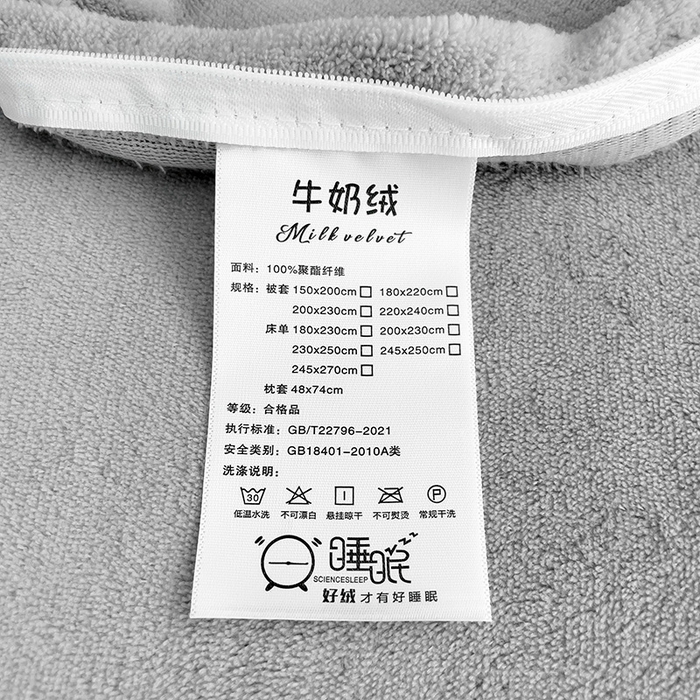 牛奶绒
Milk velvet
面料：100%聚酯纤维
规格：被套 150x200cm□ 180x220cm□
200x230cm□ 220x240cm□
床单 180x230cm□ 200x230cm□
230x250cm□ 245x250cm□
245x270cm□
枕套 48x74cm
等级：合格品
执行标准：GB/T22796-2021
安全类别：GB18401-2010A类
洗涤说明：
30
低温水洗 不可漂白 悬挂晾干 不可熨烫 常规干洗
P
睡眠zzz
SCIENCESLEEP
好绒才有好睡眠